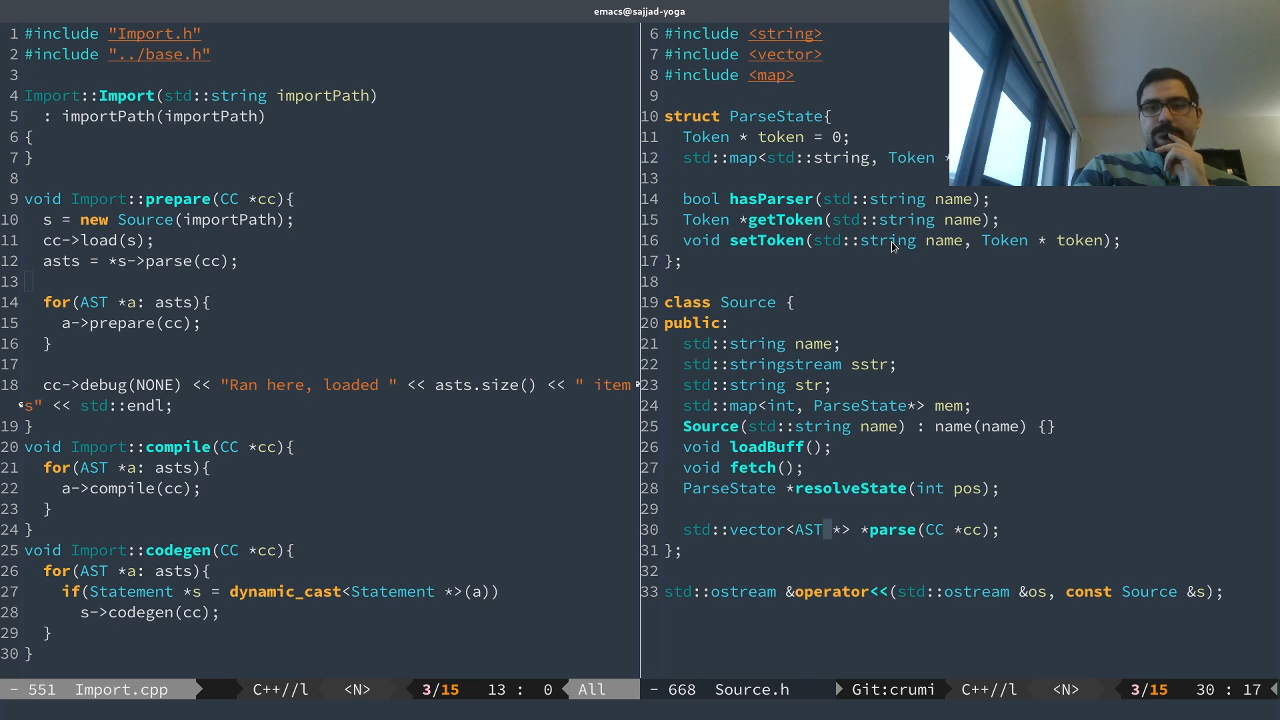 emacs@sajjad-yoga
1 #include "Import.h"
2 #include "../base.h"
3
4 Import::Import(std::string importPath)
5   : importPath(importPath)
6 {
7 }
8
9 void Import::prepare(CC *cc){
10   s = new Source(importPath);
11   cc->load(s);
12   asts = *s->parse(cc);
13
14   for(AST *a: asts){
15     a->prepare(cc);
16   }
17
18   cc->debug(NONE) << "Ran here, loaded " << asts.size() << " item
s" << std::endl;
19 }
20 void Import::compile(CC *cc){
21   for(AST *a: asts){
22     a->compile(cc);
23   }
24 }
25 void Import::codegen(CC *cc){
26   for(AST *a: asts){
27     if(Statement *s = dynamic_cast<Statement *>(a))
28       s->codegen(cc);
29   }
30 }
- 551 Import.cpp C++//l <N> 3/15 13 : 0 All
6 #include <string>
7 #include <vector>
8 #include <map>
9
10 struct ParseState{
11   Token * token = 0;
12   std::map<std::string, Token
13
14   bool hasParser(std::string name);
15   Token *getToken(std::string name);
16   void setToken(std::string name, Token * token);
17 };
18
19 class Source {
20 public:
21   std::string name;
22   std::stringstream sstr;
23   std::string str;
24   std::map<int, ParseState*> mem;
25   Source(std::string name) : name(name) {}
26   void loadBuff();
27   void fetch();
28   ParseState *resolveState(int pos);
29
30   std::vector<AST *> *parse(CC *cc);
31 };
32
33 std::ostream &operator<<(std::ostream &os, const Source &s);
- 668 Source.h Git:crumi C++//l <N> 3/15 30 : 17